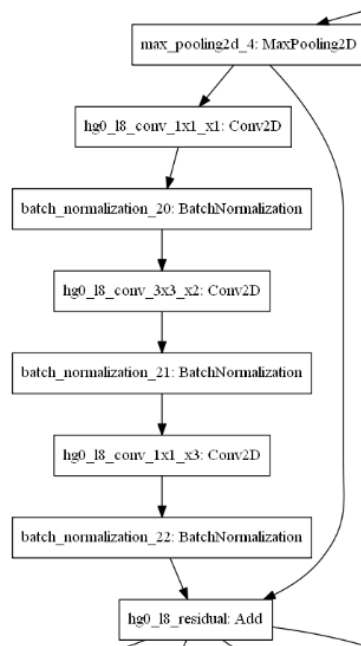 max_pooling2d_4: MaxPooling2D
hg0_l8_conv_1x1_x1: Conv2D
batch_normalization_20: BatchNormalization
hg0_l8_conv_3x3_x2: Conv2D
batch_normalization_21: BatchNormalization
hg0_l8_conv_1x1_x3: Conv2D
batch_normalization_22: BatchNormalization
hg0_l8_residual: Add